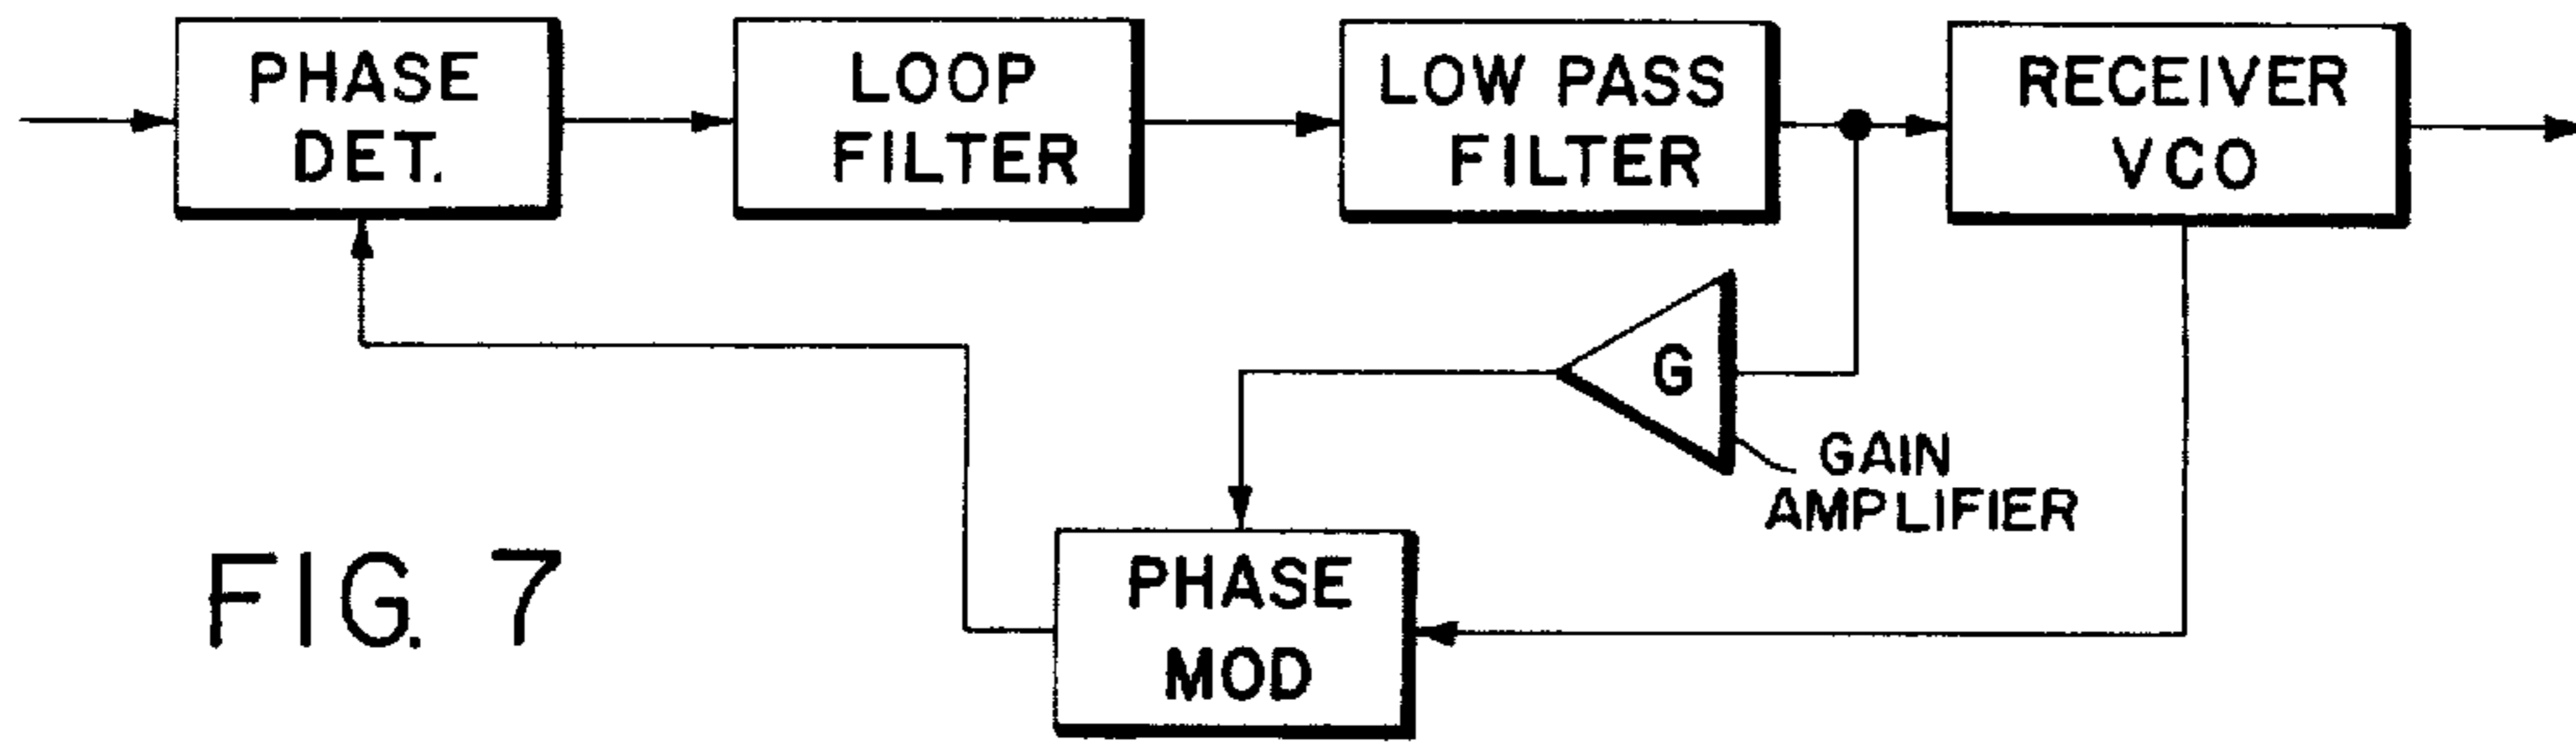 PHASE
DET.
LOOP
FILTER
LOW PASS
FILTER
RECEIVER
VCO
G
GAIN
AMPLIFIER
PHASE
MOD
FIG. 7